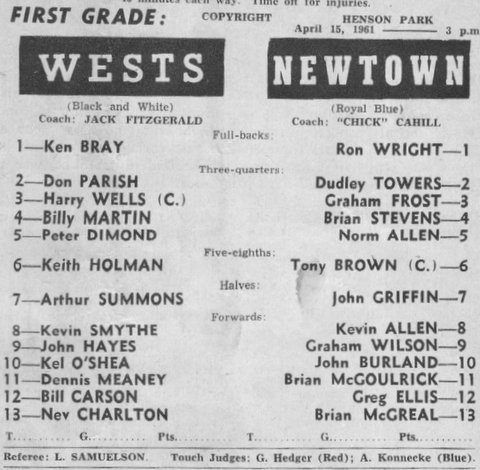 10 minutes each way. Time off for injuries.
FIRST GRADE: COPYRIGHT HENSON PARK
April 15, 1961 ——— 3 p.m
WESTS NEWTOWN
(Black and White) (Royal Blue)
Coach: JACK FITZGERALD Coach: "CHICK" CAHILL
Full-backs:
1—Ken BRAY Ron WRIGHT—1
Three-quarters:
2—Don PARISH Dudley TOWERS—2
3—Harry WELLS (C.) Graham FROST—3
4—Billy MARTIN Brian STEVENS—4
5—Peter DIMOND Norm ALLEN—5
Five-eighths:
6—Keith HOLMAN Tony BROWN (C.)—6
Halves:
7—Arthur SUMMONS John GRIFFIN—7
Forwards:
8—Kevin SMYTHE Kevin ALLEN—8
9—John HAYES Graham WILSON—9
10—Kel O'SHEA John BURLAND—10
11—Dennis MEANEY Brian McGOULRICK—11
12—Bill CARSON Greg ELLIS—12
13—Nev CHARLTON Brian McGREAL—13
T............ G............ Pts............ T............ G............ Pts............
Referee: L. SAMUELSON. Touch Judges: G. Hedger (Red); A. Konnecke (Blue).